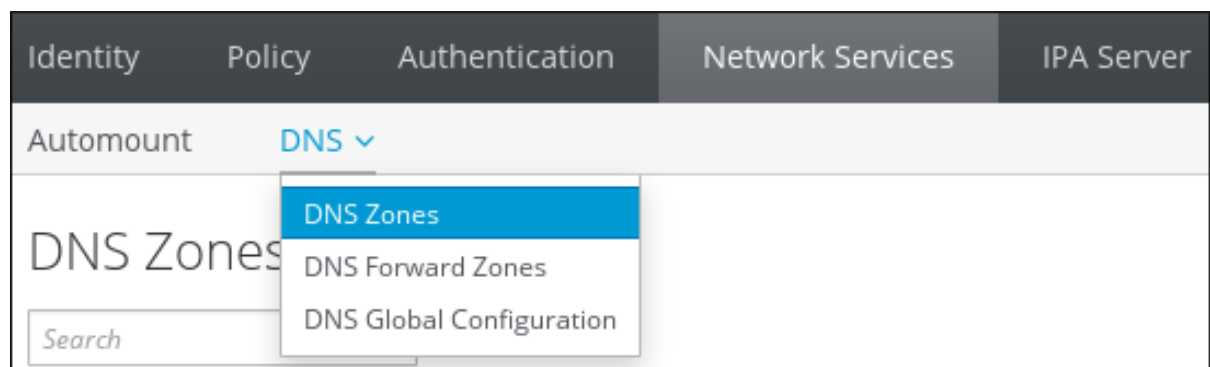 Identity Policy Authentication Network Services IPA Server
Automount DNS
DNS Zones
DNS Zones
DNS Forward Zones
DNS Global Configuration
Search